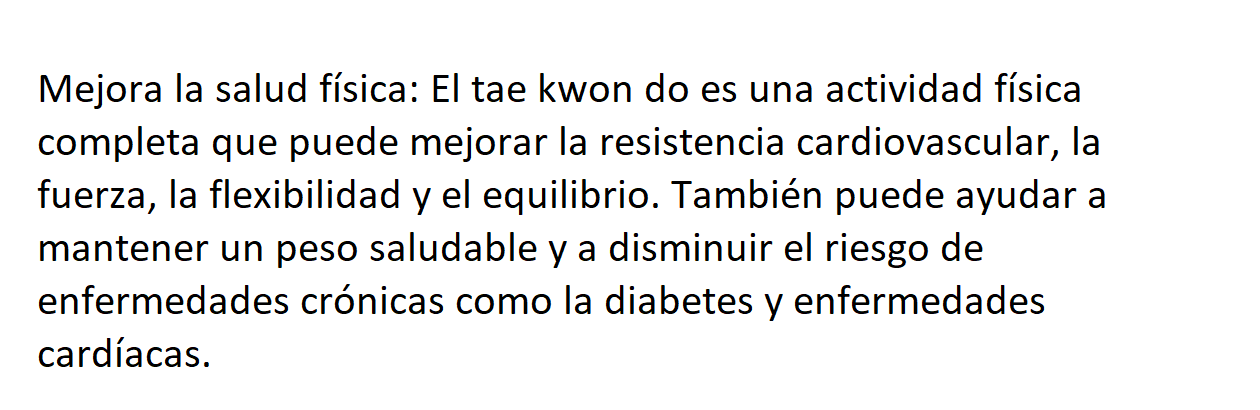 Mejora la salud física: El tae kwon do es una actividad física
completa que puede mejorar la resistencia cardiovascular, la
fuerza, la flexibilidad y el equilibrio. También puede ayudar a
mantener un peso saludable y a disminuir el riesgo de
enfermedades crónicas como la diabetes y enfermedades
cardíacas.